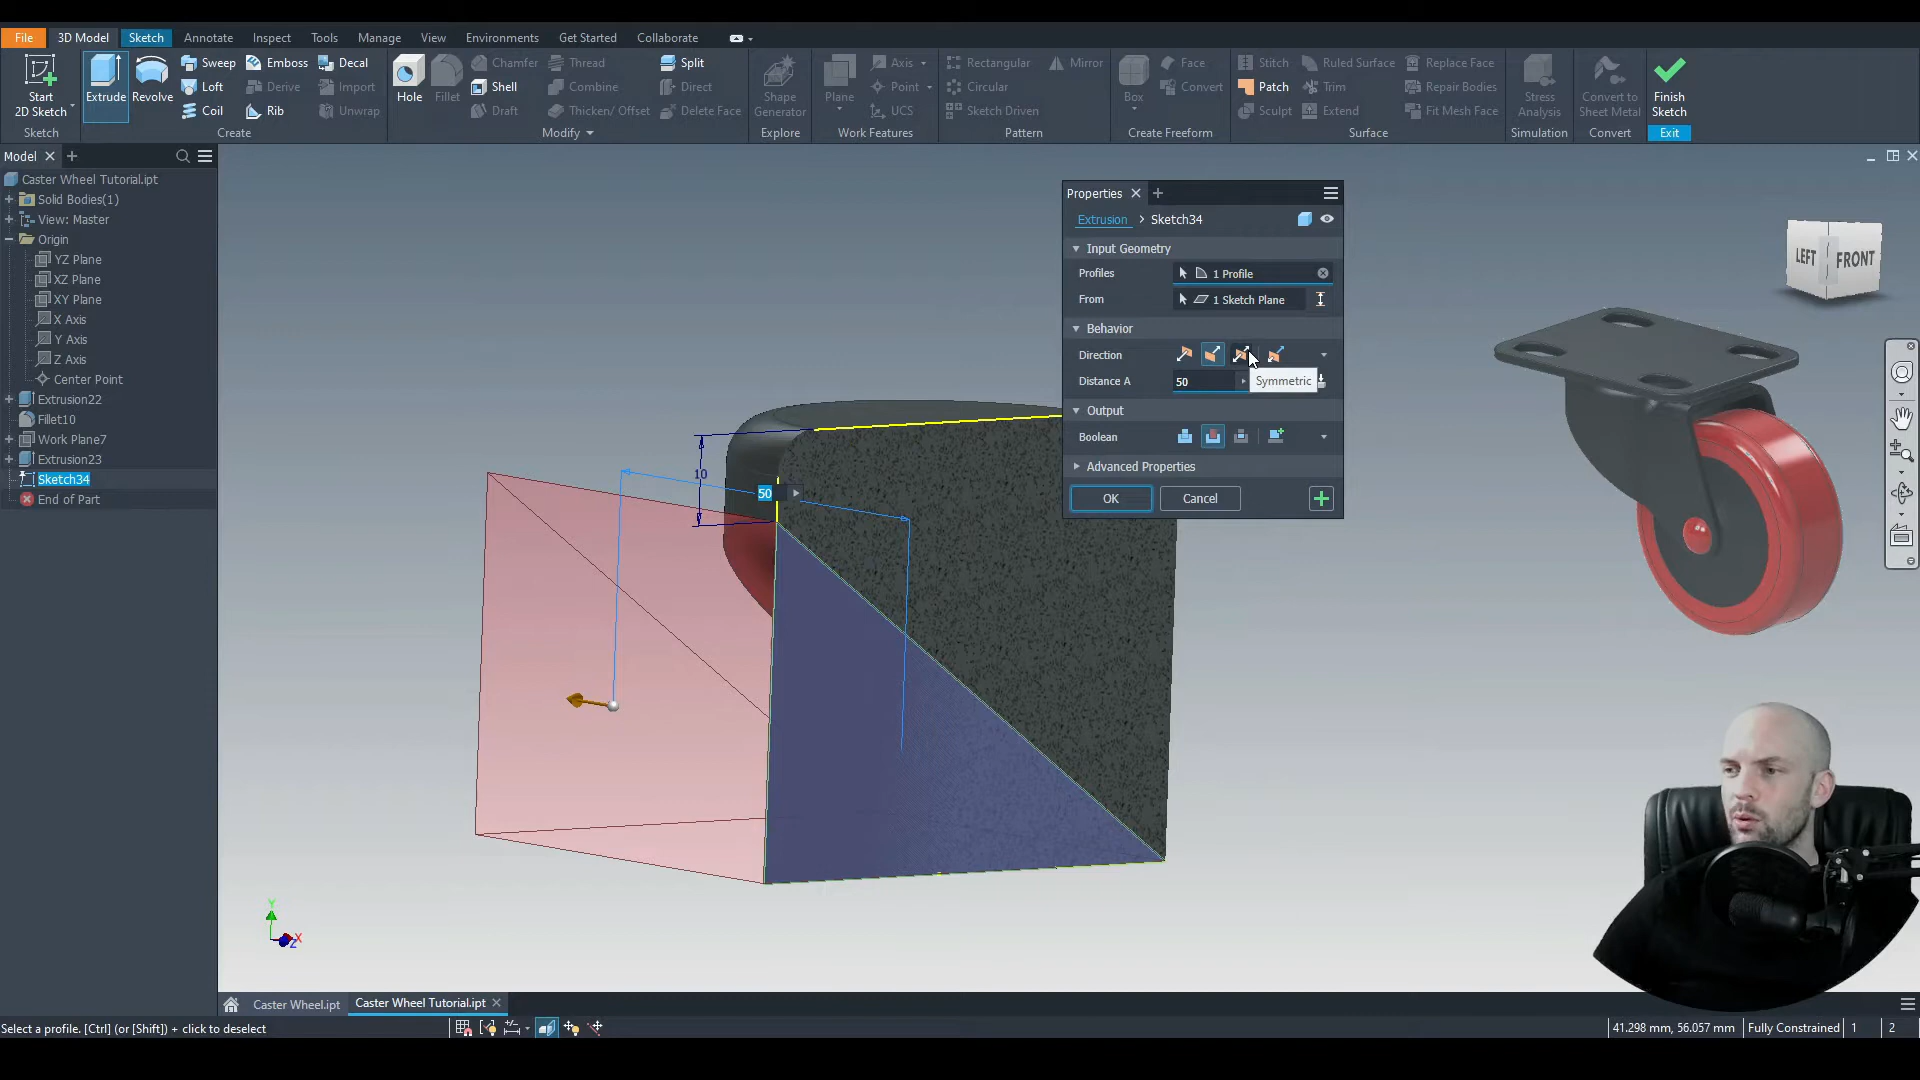 File 3D Model Sketch Annotate Inspect Tools Manage View Environments Get Started Collaborate
Start
2D Sketch
Extrude
Revolve
Sweep
Loft
Coil
Emboss
Derive
Rib
Decal
Import
Unwrap
Hole
Fillet
Chamfer
Shell
Draft
Thread
Combine
Thicken/ Offset
Split
Direct
Delete Face
Shape
Generator
Plane
Axis
Point
UCS
Rectangular
Circular
Sketch Driven
Mirror
Box
Face
Convert
Stitch
Patch
Sculpt
Ruled Surface
Trim
Extend
Replace Face
Repair Bodies
Fit Mesh Face
Stress
Analysis
Convert to
Sheet Metal
Finish
Sketch
Sketch Create Modify Explore Work Features Pattern Create Freeform Surface Simulation Convert Exit
Model
Caster Wheel Tutorial.ipt
Solid Bodies(1)
View: Master
Origin
YZ Plane
XZ Plane
XY Plane
X Axis
Y Axis
Z Axis
Center Point
Extrusion22
Fillet10
Work Plane7
Extrusion23
Sketch34
End of Part
Properties
Extrusion > Sketch34
Input Geometry
Profiles 1 Profile
From 1 Sketch Plane
Behavior
Direction
Distance A 50
Symmetric
Output
Boolean
Advanced Properties
OK Cancel
LEFT FRONT
10
50
Y
X
Z
Caster Wheel.ipt Caster Wheel Tutorial.ipt
Select a profile. [Ctrl] (or [Shift]) + click to deselect
41.298 mm, 56.057 mm Fully Constrained 1 2